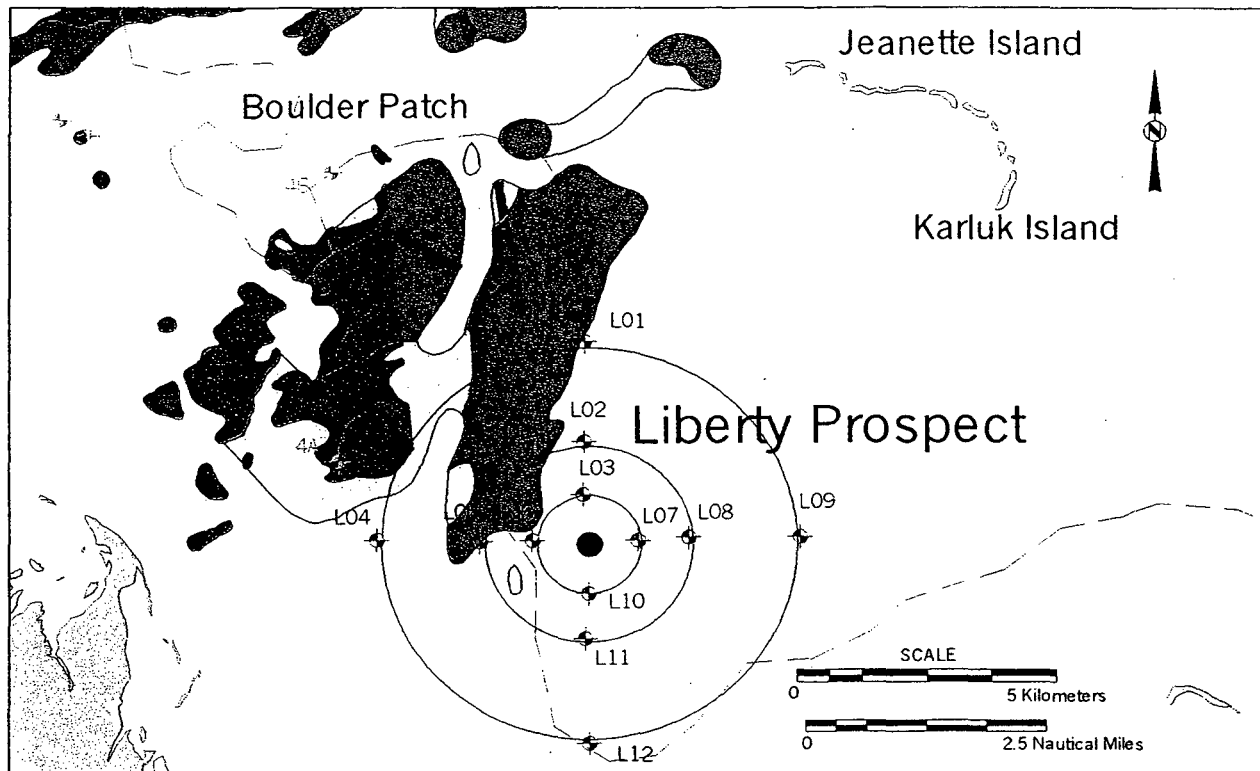 Jeanette Island
Boulder Patch
N
Karluk Island
L01
Liberty Prospect
L02
4A
L03
L04
L07
L08
L09
L10
L11
SCALE
0
5 Kilometers
0
2.5 Nautical Miles
L12